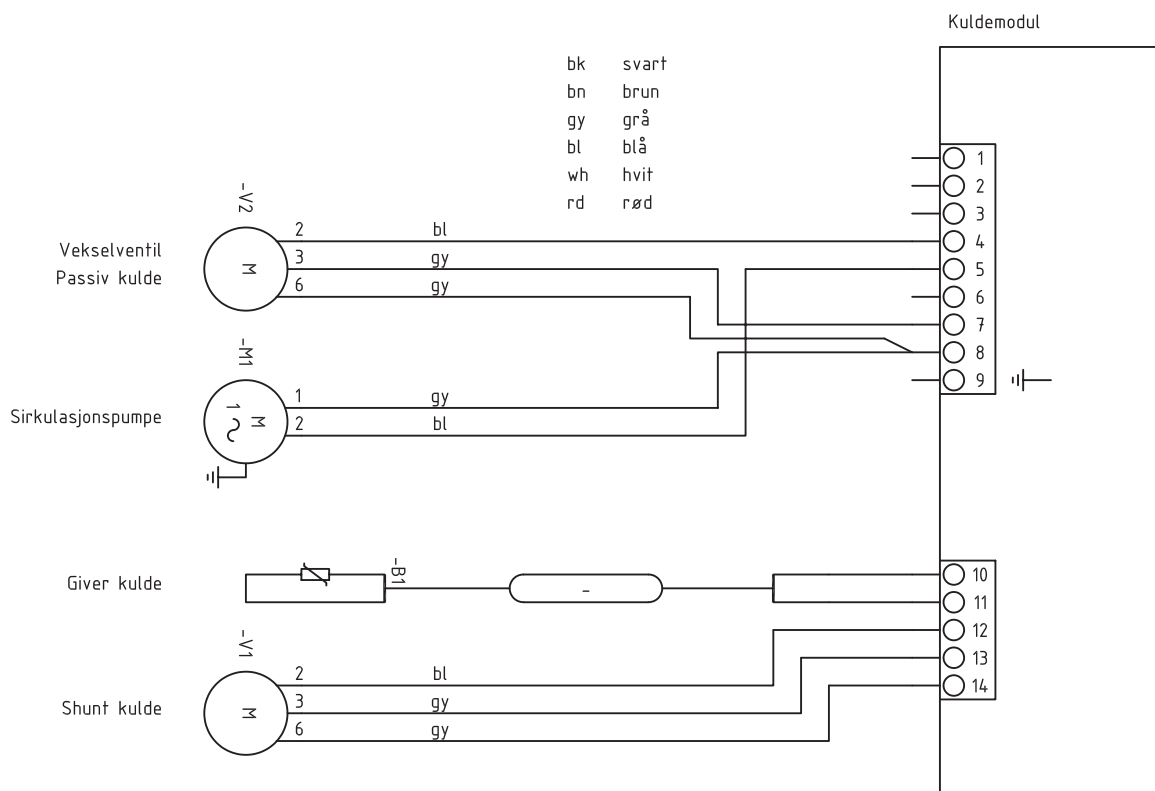 Kuldemodul
bk svart
bn brun
gy grå
bl blå
wh hvit
rd rød
1
2
3
4
5
6
7
8
9
-V2
Vekselventil
Passiv kulde
M
2 bl
3 gy
6 gy
-M1
Sirkulasjonspumpe
M
1
1 gy
2 bl
Giver kulde
-B1
-
10
11
12
13
14
-V1
Shunt kulde
M
2 bl
3 gy
6 gy